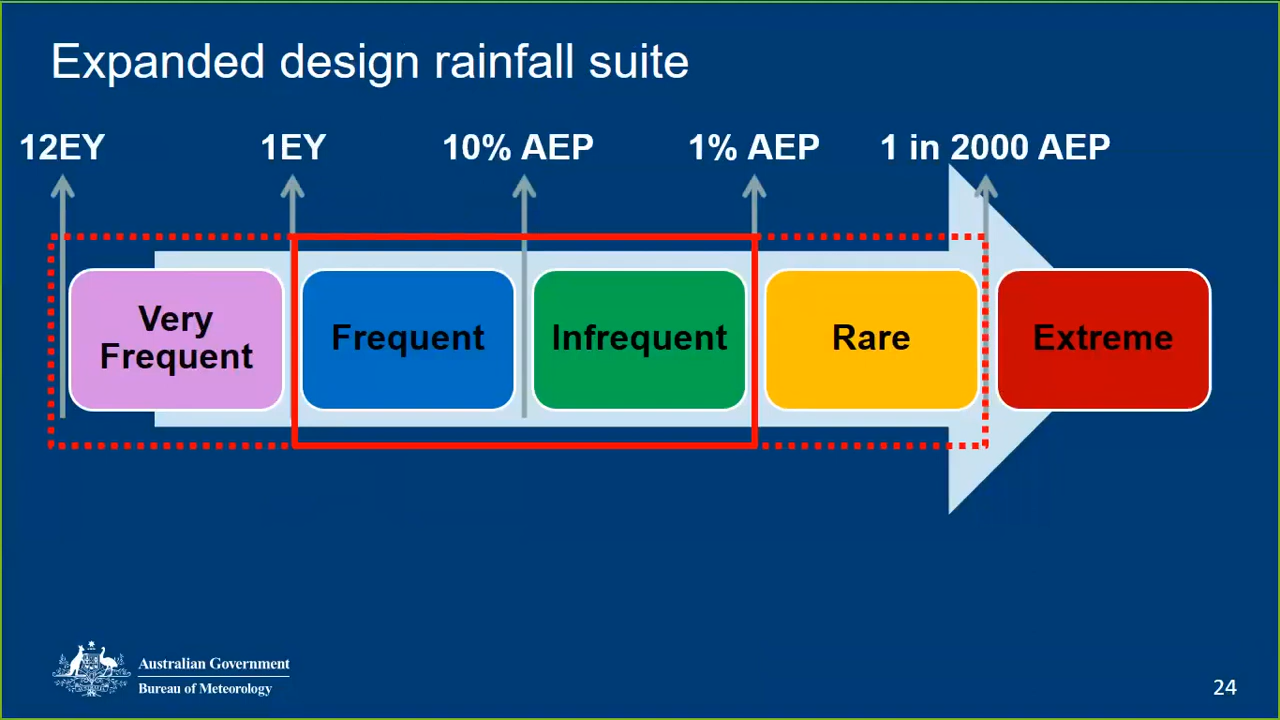 Expanded design rainfall suite
12EY 1EY 10% AEP 1% AEP 1 in 2000 AEP
Very
Frequent
Frequent
Infrequent
Rare
Extreme
Australian Government
Bureau of Meteorology
24